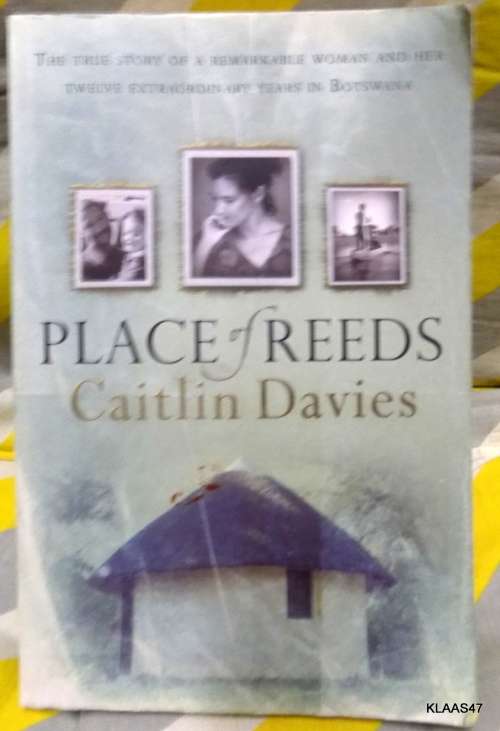 THE TRUE STORY OF A REMARKABLE WOMAN AND HER
TWELVE EXTRAORDINARY YEARS IN BOTSWANA
PLACE of REEDS
Caitlin Davies
KLAAS47